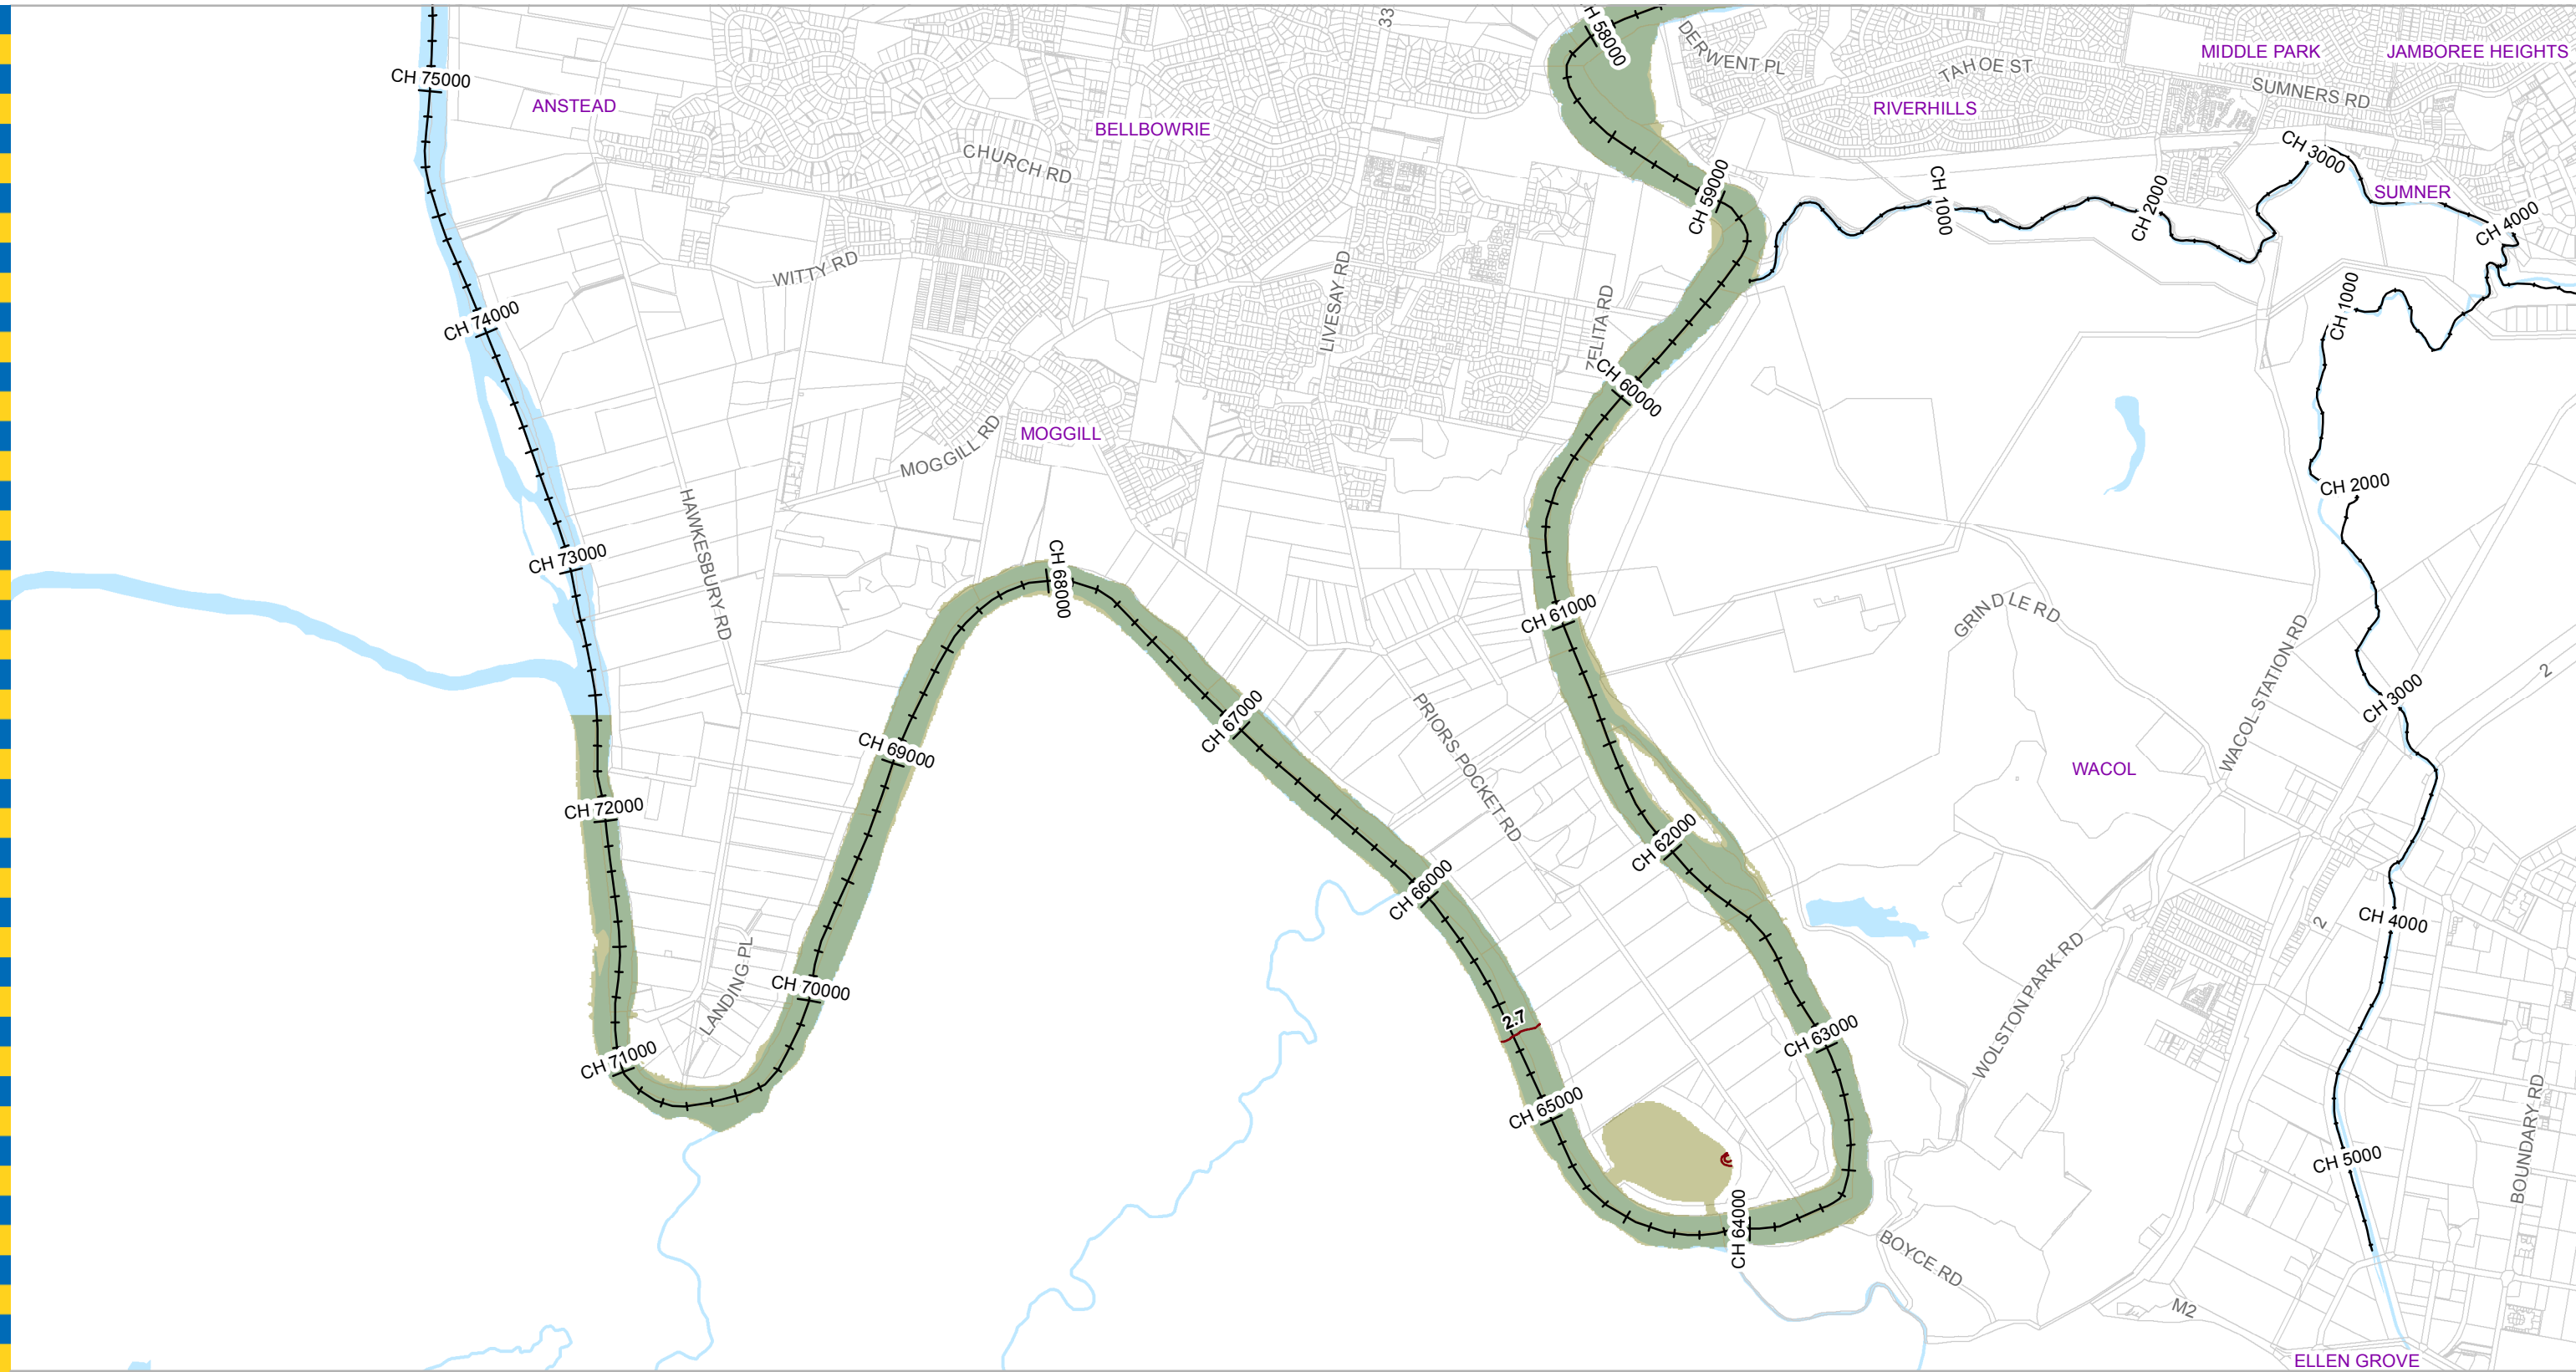 CH 58000
33
DERWENT PL
TAHOE ST
MIDDLE PARK
JAMBOREE HEIGHTS
SUMNERS RD
CH 75000
ANSTEAD
BELLBOWRIE
RIVERHILLS
CHURCH RD
CH 3000
SUMNER
CH 59000
CH 1000
CH 2000
CH 4000
WITTY RD
LIVESAY RD
ZELITA RD
CH 1000
CH 74000
CH 60000
MOGGILL
MOGGILL RD
CH 2000
HAWKESBURY RD
CH 73000
CH 68000
CH 61000
GRINDLE RD
WACOL STATION RD
2
CH 3000
CH 67000
CH 69000
PRIORS POCKET RD
WACOL
CH 72000
CH 62000
CH 66000
2
CH 4000
LANDING PL
CH 70000
WOLSTON PARK RD
2.7
CH 63000
CH 71000
CH 65000
BOUNDARY RD
CH 5000
CH 64000
BOYCE RD
M2
ELLEN GROVE